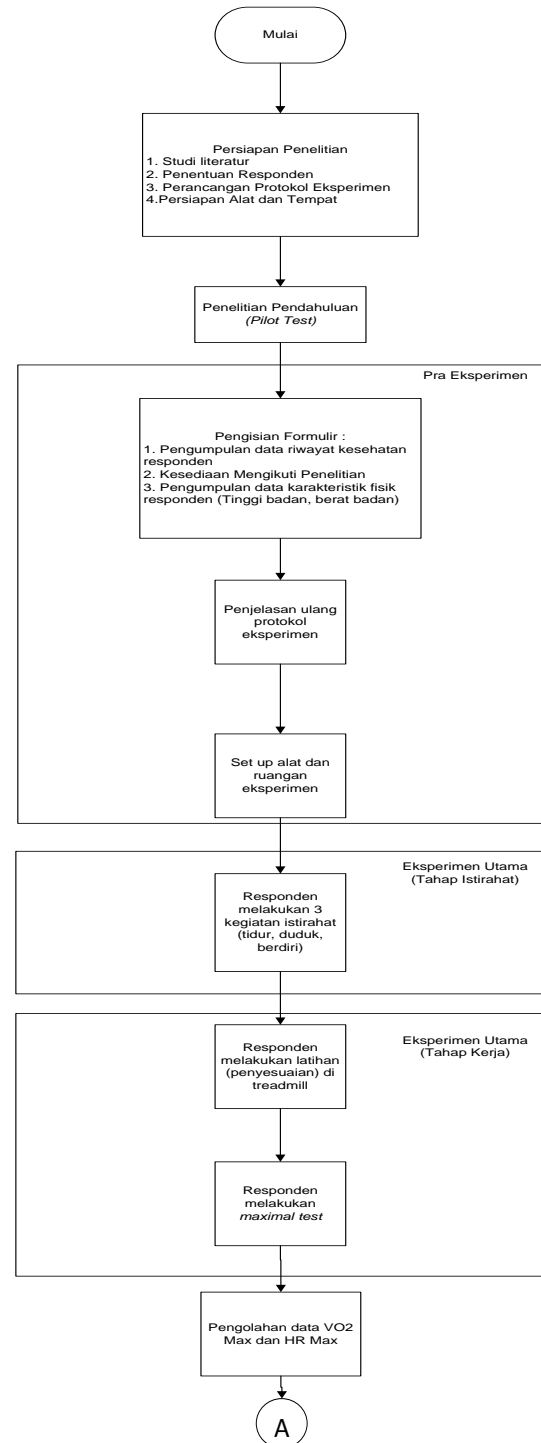 Mulai
Persiapan Penelitian
1. Studi literatur
2. Penentuan Responden
3. Perancangan Protokol Eksperimen
4.Persiapan Alat dan Tempat
Penelitian Pendahuluan
(Pilot Test)
Pra Eksperimen
Pengisian Formulir :
1. Pengumpulan data riwayat kesehatan
responden
2. Kesediaan Mengikuti Penelitian
3. Pengumpulan data karakteristik fisik
responden (Tinggi badan, berat badan)
Penjelasan ulang
protokol
eksperimen
Set up alat dan
ruangan
eksperimen
Eksperimen Utama
(Tahap Istirahat)
Responden
melakukan 3
kegiatan istirahat
(tidur, duduk,
berdiri)
Eksperimen Utama
(Tahap Kerja)
Responden
melakukan latihan
(penyesuaian) di
treadmill
Responden
melakukan
maximal test
Pengolahan data VO2
Max dan HR Max
A